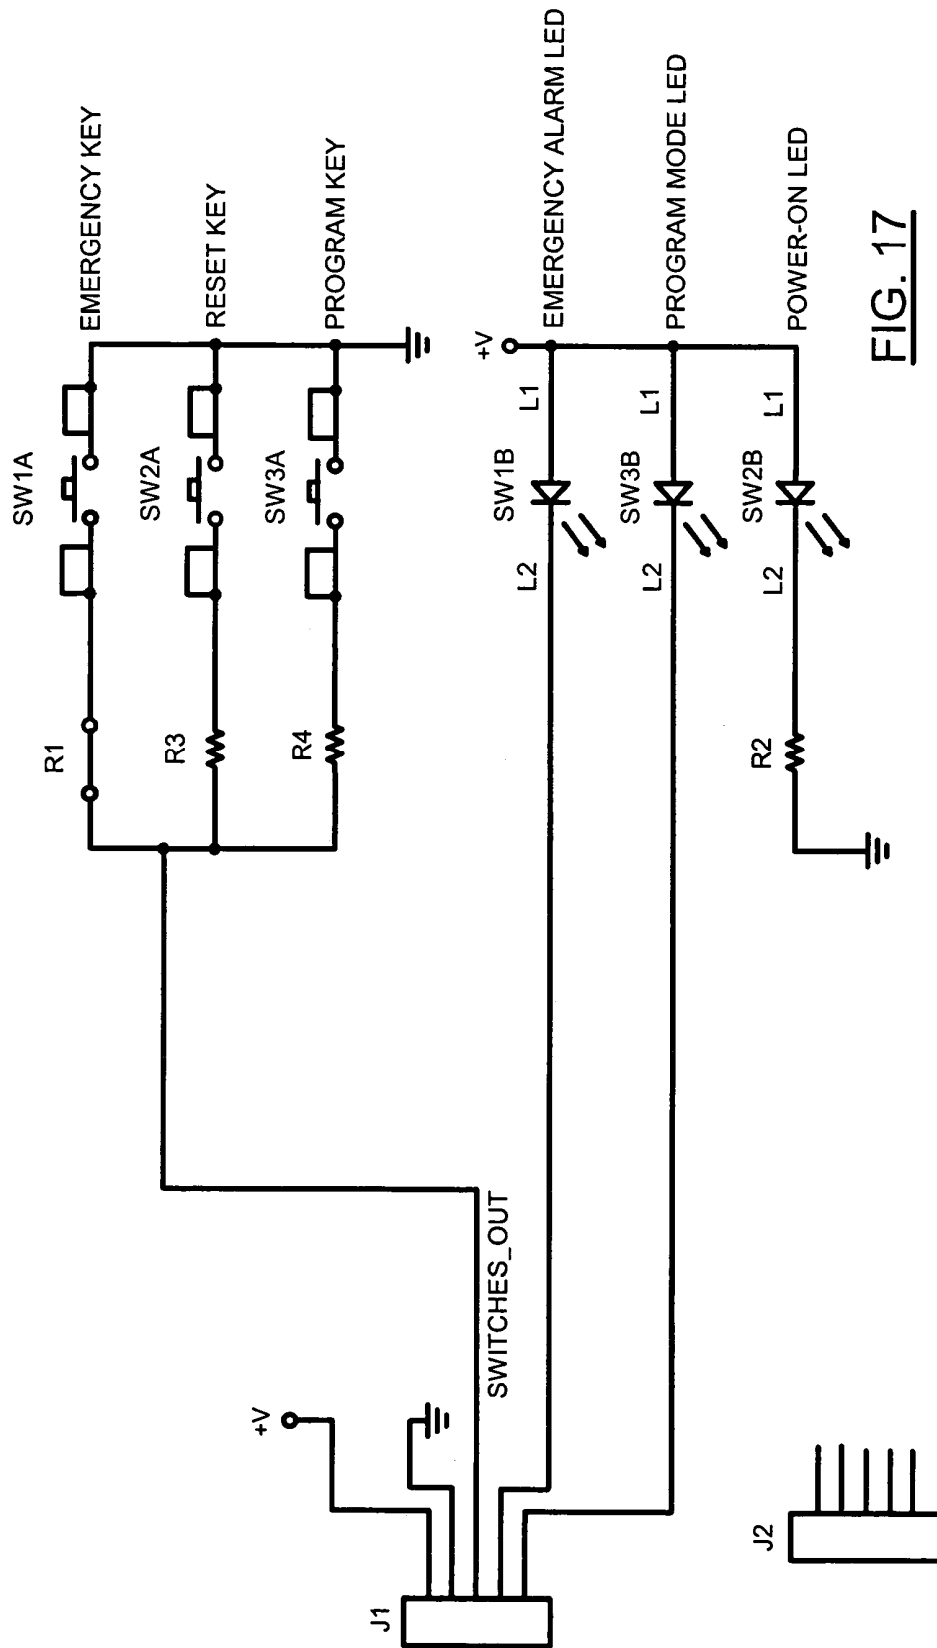 SW1A
EMERGENCY KEY
R1
SW2A
RESET KEY
R3
SW3A
PROGRAM KEY
R4
+V
+V
SWITCHES_OUT
J1
SW1B
L1
L2
EMERGENCY ALARM LED
SW3B
L1
L2
PROGRAM MODE LED
SW2B
L1
L2
POWER-ON LED
R2
J2
FIG. 17